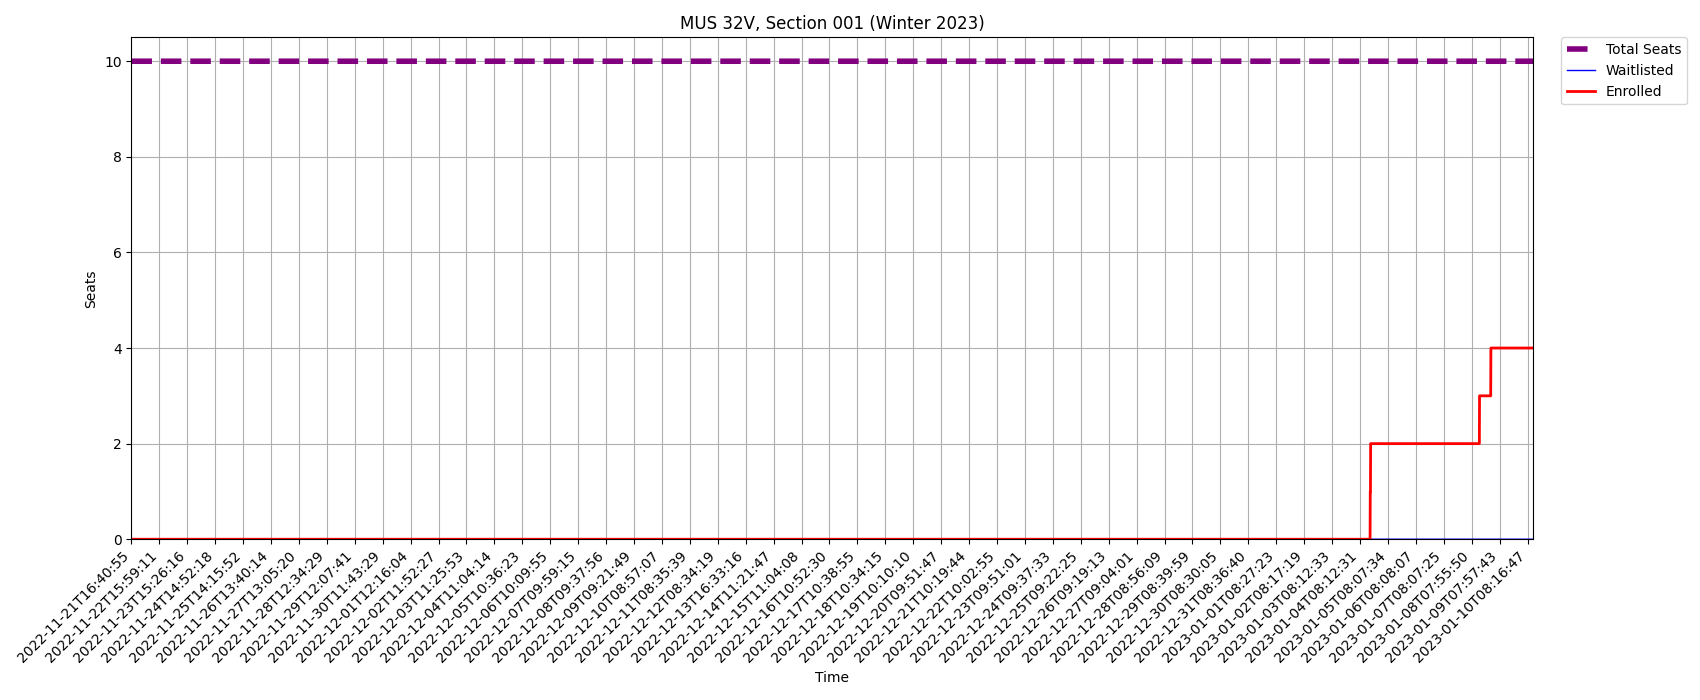 MUS 32V, Section 001 (Winter 2023)
Total Seats
Waitlisted
Enrolled
10
8
6
4
2
0
Seats
2022-11-21T16:40:55
2022-11-22T15:59:11
2022-11-23T15:26:16
2022-11-24T14:52:18
2022-11-25T14:15:52
2022-11-26T13:40:14
2022-11-27T13:05:20
2022-11-28T12:34:29
2022-11-29T12:07:41
2022-11-30T11:43:29
2022-12-01T12:16:04
2022-12-02T11:52:27
2022-12-03T11:25:53
2022-12-04T11:04:14
2022-12-05T10:36:23
2022-12-06T10:09:55
2022-12-07T09:59:15
2022-12-08T09:37:56
2022-12-09T09:21:49
2022-12-10T08:57:07
2022-12-11T08:35:39
2022-12-12T08:34:19
2022-12-13T16:33:16
2022-12-14T11:21:47
2022-12-15T11:04:08
2022-12-16T10:52:30
2022-12-17T10:38:55
2022-12-18T10:34:15
2022-12-19T10:10:10
2022-12-20T09:51:47
2022-12-21T10:19:44
2022-12-22T10:02:55
2022-12-23T09:51:01
2022-12-24T09:37:33
2022-12-25T09:22:25
2022-12-26T09:19:13
2022-12-27T09:04:01
2022-12-28T08:56:09
2022-12-29T08:39:59
2022-12-30T08:30:05
2022-12-31T08:36:40
2023-01-01T08:27:23
2023-01-02T08:17:19
2023-01-03T08:12:33
2023-01-04T08:12:31
2023-01-05T08:07:34
2023-01-06T08:08:07
2023-01-07T08:07:25
2023-01-08T07:55:50
2023-01-09T07:57:43
2023-01-10T08:16:47
Time